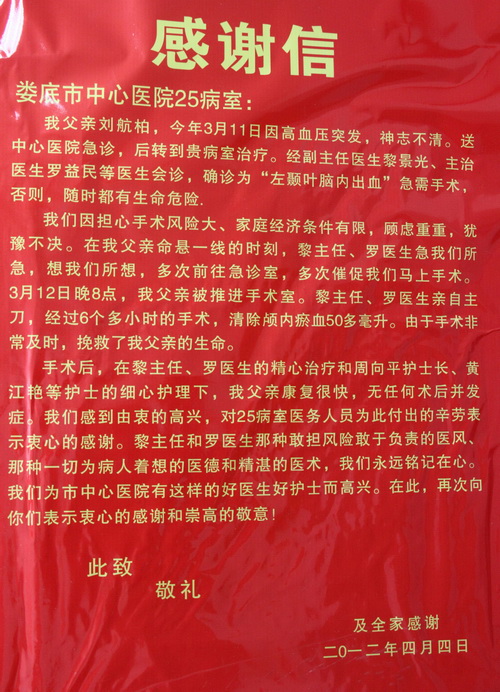 感谢信
娄底市中心医院25病室：
我父亲刘航柏，今年3月11日因高血压突发，神志不清。送
中心医院急诊，后转到贵病室治疗。经副主任医生黎景光、主治
医生罗益民等医生会诊，确诊为“左颞叶脑内出血”急需手术，
否则，随时都有生命危险.
我们因担心手术风险大、家庭经济条件有限，顾虑重重，犹
豫不决。在我父亲命悬一线的时刻，黎主任、罗医生急我们所
急，想我们所想，多次前往急诊室，多次催促我们马上手术。
3月12日晚8点，我父亲被推进手术室。黎主任、罗医生亲自主
刀，经过6个多小时的手术，清除颅内瘀血50多毫升。由于手术非
常及时，挽救了我父亲的生命。
手术后，在黎主任、罗医生的精心治疗和周向平护士长、黄
江艳等护士的细心护理下，我父亲康复很快，无任何术后并发
症。我们感到由衷的高兴，对25病室医务人员为此付出的辛劳表
示衷心的感谢。黎主任和罗医生那种敢担风险敢于负责的医风、
那种一切为病人着想的医德和精湛的医术，我们永远铭记在心。
我们为市中心医院有这样的好医生好护士而高兴。在此，再次向
你们表示衷心的感谢和崇高的敬意！
此致
敬礼
及全家感谢
二0一二年四月四日